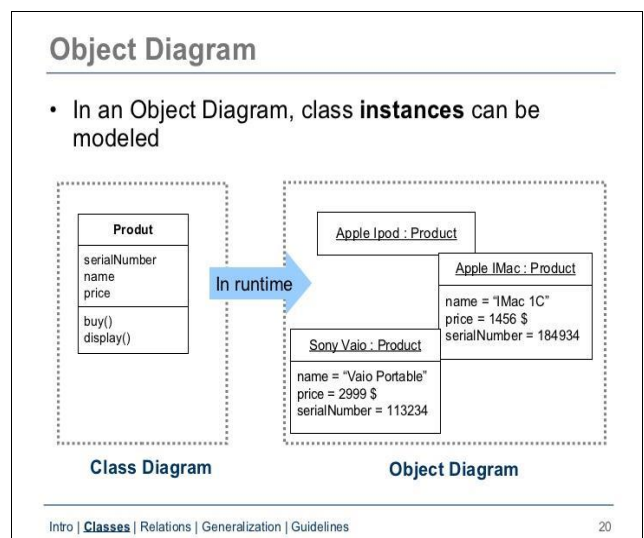 Object Diagram
• In an Object Diagram, class instances can be
modeled
Produt
serialNumber
name
price
buy()
display()
In runtime
Apple Ipod : Product
Apple IMac : Product
name = “IMac 1C”
price = 1456 $
serialNumber = 184934
Sony Vaio : Product
name = “Vaio Portable”
price = 2999 $
serialNumber = 113234
Class Diagram
Object Diagram
Intro | Classes | Relations | Generalization | Guidelines
20